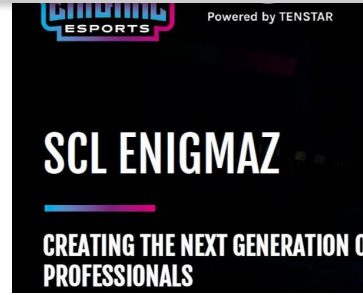 ESPORTS
Powered by TENSTAR
SCL ENIGMAZ
CREATING THE NEXT GENERATION
PROFESSIONALS